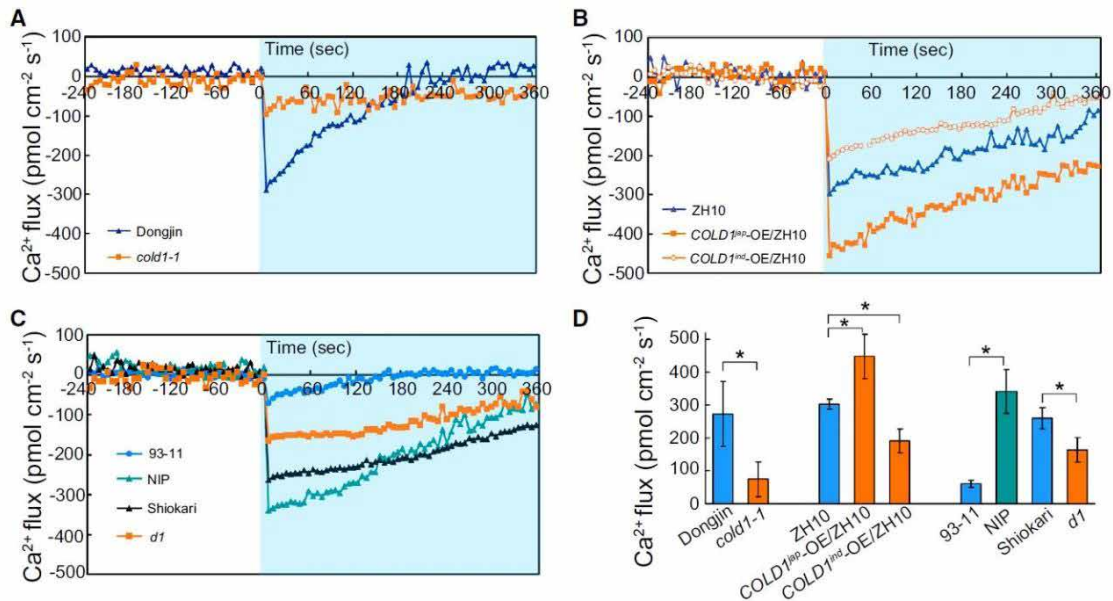 A
Ca2+ flux (pmol cm-2 s-1)
100
0
-100
-200
-300
-400
-500
Time (sec)
-240 -180 -120 -60 0 60 120 180 240 300 360
Dongjin
cold1-1
B
Ca2+ flux (pmol cm-2 s-1)
100
0
-100
-200
-300
-400
-500
Time (sec)
-240 -180 -120 -60 0 60 120 180 240 300 360
ZH10
COLD1jap-OE/ZH10
COLD1ind-OE/ZH10
C
Ca2+ flux (pmol cm-2 s-1)
100
0
-100
-200
-300
-400
-500
Time (sec)
-240 -180 -120 -60 0 60 120 180 240 300 360
93-11
NIP
Shiokari
d1
D
Ca2+ flux (pmol cm-2 s-1)
500
400
300
200
100
0
* * * * *
Dongjin
cold1-1
ZH10
COLD1jap-OE/ZH10
COLD1ind-OE/ZH10
93-11
NIP
Shiokari
d1